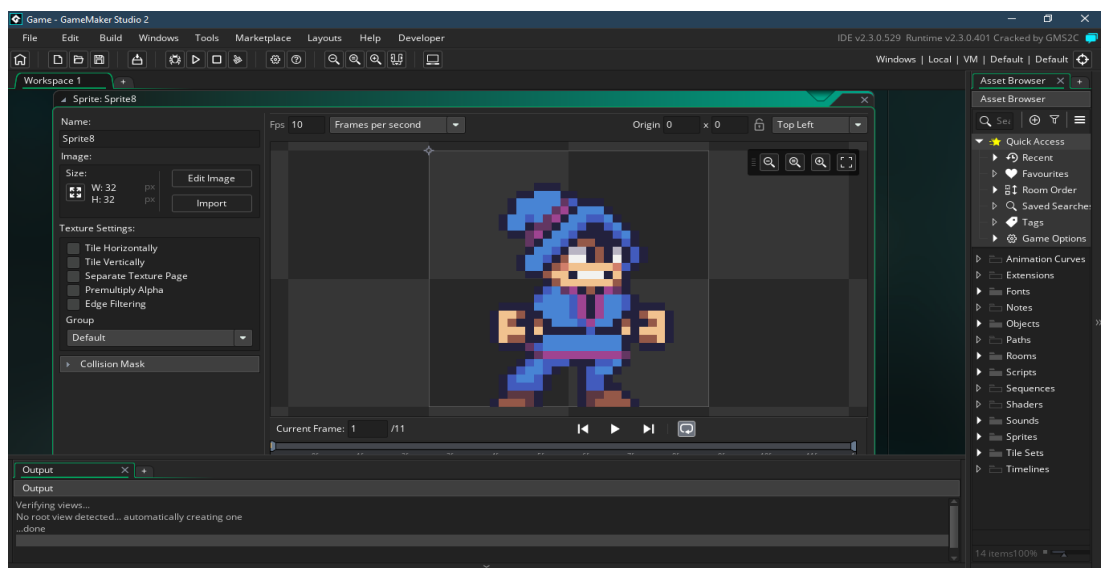 Game - GameMaker Studio 2
File Edit Build Windows Tools Marketplace Layouts Help Developer
IDE v2.3.0.529 Runtime v2.3.0.401 Cracked by GMS2C
Windows | Local | VM | Default | Default
Workspace 1 +
Sprite: Sprite8
Name:
Sprite8
Image:
Size:
W: 32 px
H: 32 px
Edit Image
Import
Texture Settings:
Tile Horizontally
Tile Vertically
Separate Texture Page
Premultiply Alpha
Edge Filtering
Group
Default
Collision Mask
Fps 10 Frames per second
Origin 0 x 0 Top Left
Current Frame: 1 /11
Asset Browser +
Asset Browser
Quick Access
Recent
Favourites
Room Order
Saved Searche
Tags
Game Options
Animation Curves
Extensions
Fonts
Notes
Objects
Paths
Rooms
Scripts
Sequences
Shaders
Sounds
Sprites
Tile Sets
Timelines
14 items100%
Output +
Output
Verifying views...
No root view detected... automatically creating one
...done